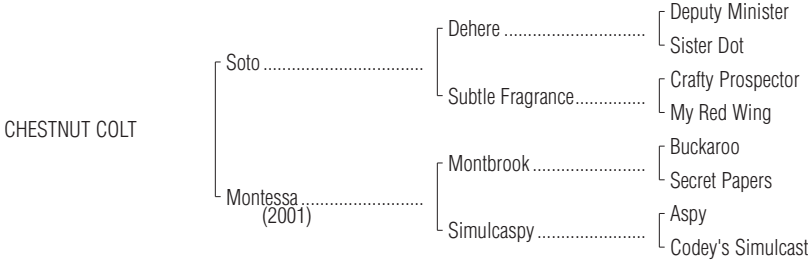 Deputy Minister
Dehere ..............................
Sister Dot
Soto ..................................
Crafty Prospector
Subtle Fragrance...............
My Red Wing
CHESTNUT COLT
Buckaroo
Montbrook ........................
Secret Papers
Montessa ..........................
(2001)
Aspy
Simulcaspy .......................
Codey's Simulcast